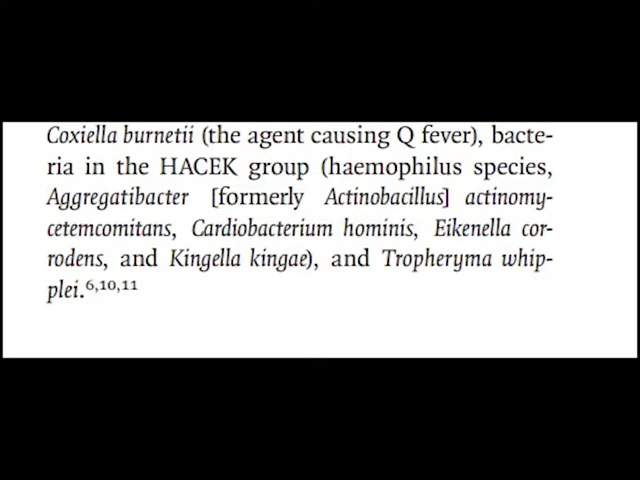 Coxiella burnetii (the agent causing Q fever), bacte-
ria in the HACEK group (haemophilus species,
Aggregatibacter [formerly Actinobacillus] actinomy-
cetemcomitans, Cardiobacterium hominis, Eikenella cor-
rodens, and Kingella kingae), and Tropheryma whip-
plei.6,10,11